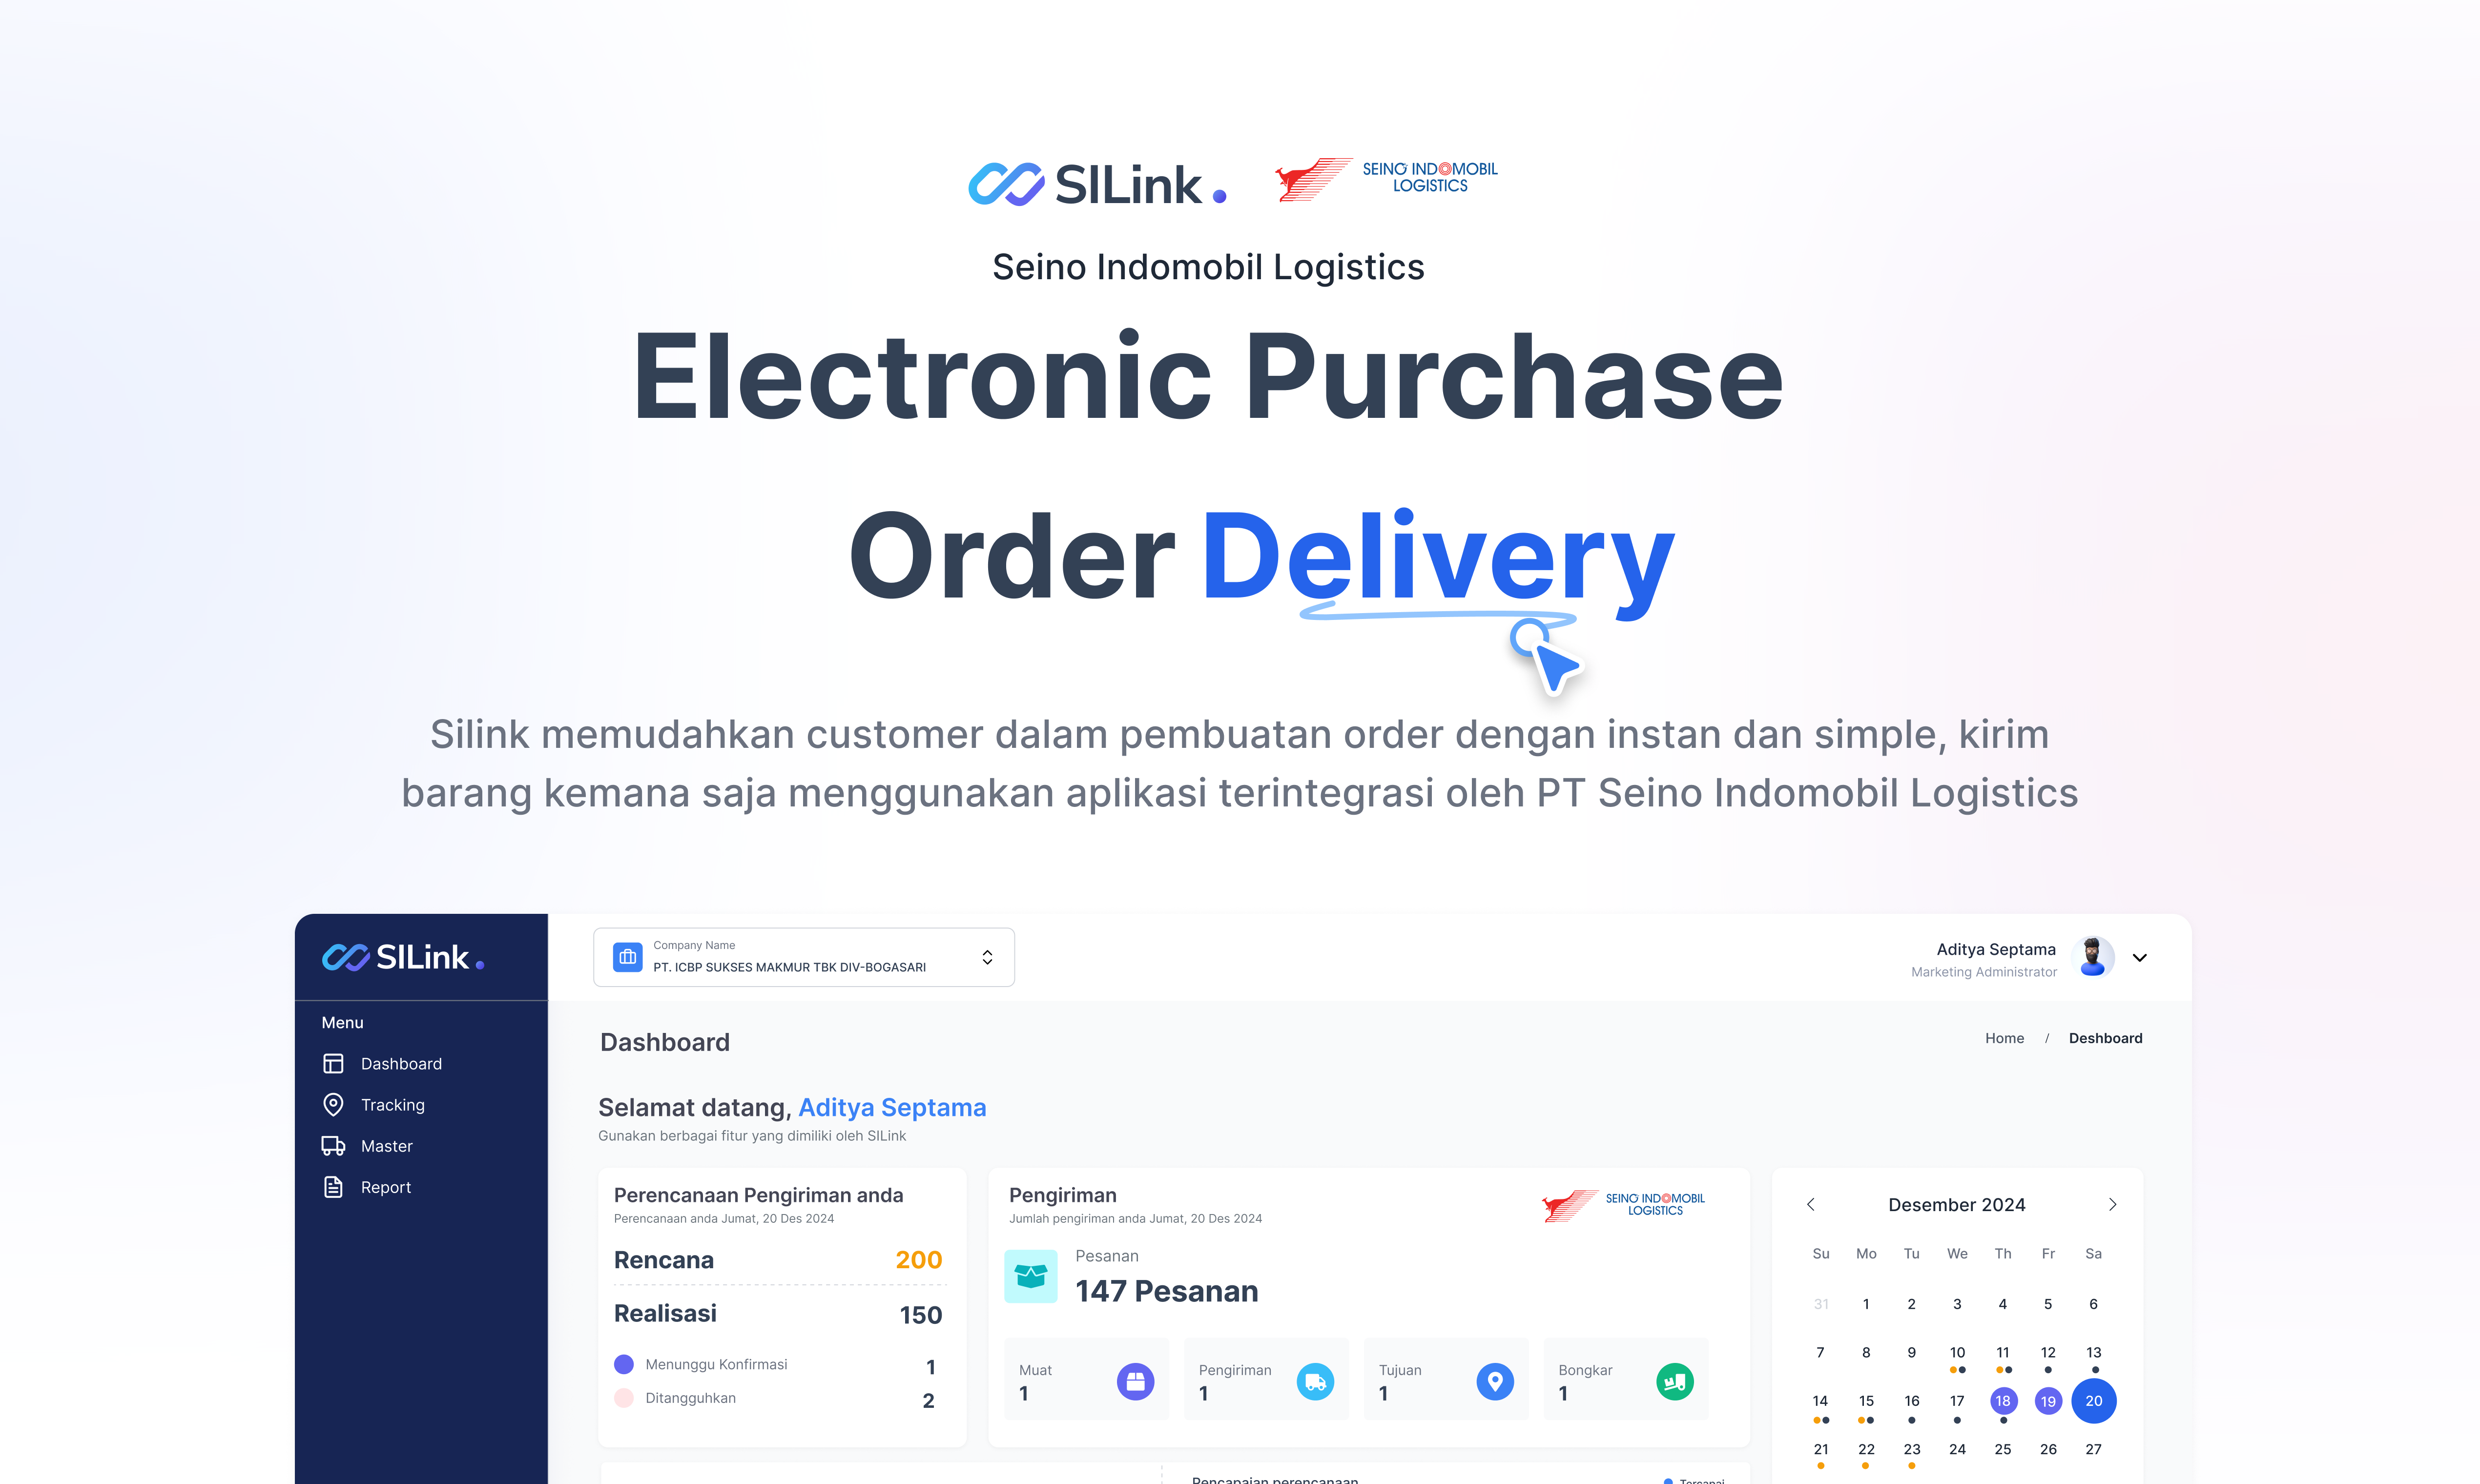 SILink.
SEINO INDOMOBIL
LOGISTICS
Seino Indomobil Logistics
Electronic Purchase
Order Delivery
Silink memudahkan customer dalam pembuatan order dengan instan dan simple, kirim
barang kemana saja menggunakan aplikasi terintegrasi oleh PT Seino Indomobil Logistics
SILink.
Company Name
PT. ICBP SUKSES MAKMUR TBK DIV-BOGASARI
Aditya Septama
Marketing Administrator
Menu
Dashboard
Tracking
Master
Report
Dashboard
Home / Deshboard
Selamat datang, Aditya Septama
Gunakan berbagai fitur yang dimiliki oleh SILink
Perencanaan Pengiriman anda
Perencanaan anda Jumat, 20 Des 2024
Rencana 200
Realisasi 150
Menunggu Konfirmasi 1
Ditangguhkan 2
Pengiriman
Jumlah pengiriman anda Jumat, 20 Des 2024
SEINO INDOMOBIL
LOGISTICS
Pesanan
147 Pesanan
Muat
1
Pengiriman
1
Tujuan
1
Bongkar
1
Desember 2024
Su Mo Tu We Th Fr Sa
31 1 2 3 4 5 6
7 8 9 10 11 12 13
14 15 16 17 18 19 20
21 22 23 24 25 26 27
Pencapaian perencanaan
Tercapai